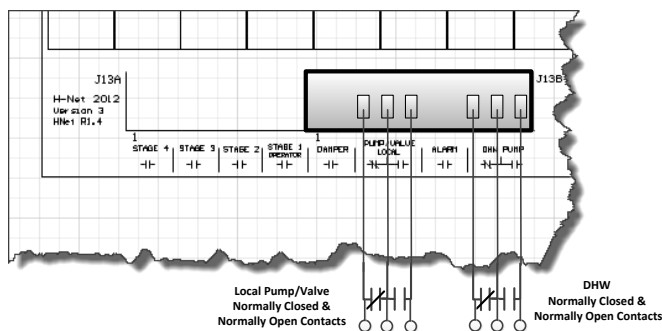 J13A
J13B
H-Net 2012
Version 3
HNet R1.4
1
1
STAGE 4
STAGE 3
STAGE 2
STAGE 1
OPERATOR
DAMPER
PUMP/VALVE
LOCAL
ALARM
DHW PUMP
Local Pump/Valve
Normally Closed &
Normally Open Contacts
DHW
Normally Closed &
Normally Open Contacts